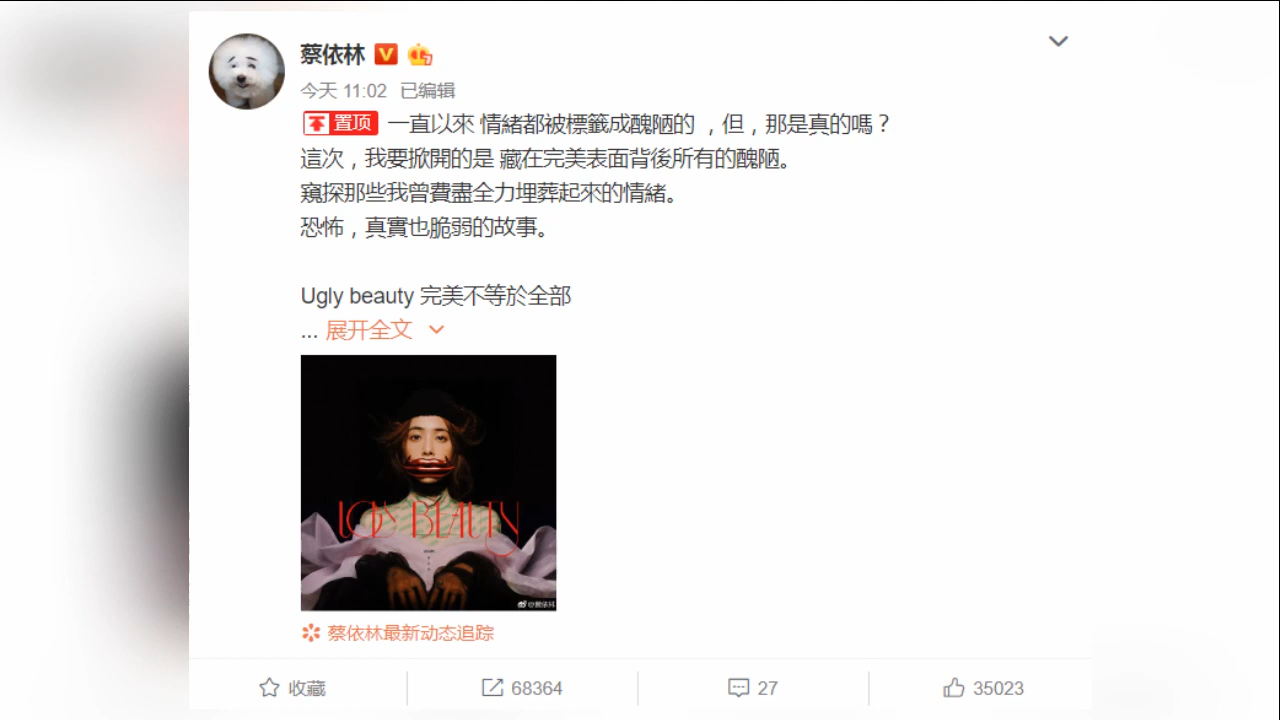 蔡依林
今天 11:02 已编辑
置顶 一直以來 情緒都被標籤成醜陋的 ，但，那是真的嗎？
這次，我要掀開的是 藏在完美表面背後所有的醜陋。
窺探那些我曾費盡全力埋葬起來的情緒。
恐怖，真實也脆弱的故事。
Ugly beauty 完美不等於全部
... 展开全文
UGLY BEAUTY
@蔡依林
蔡依林最新动态追踪
收藏
68364
27
35023